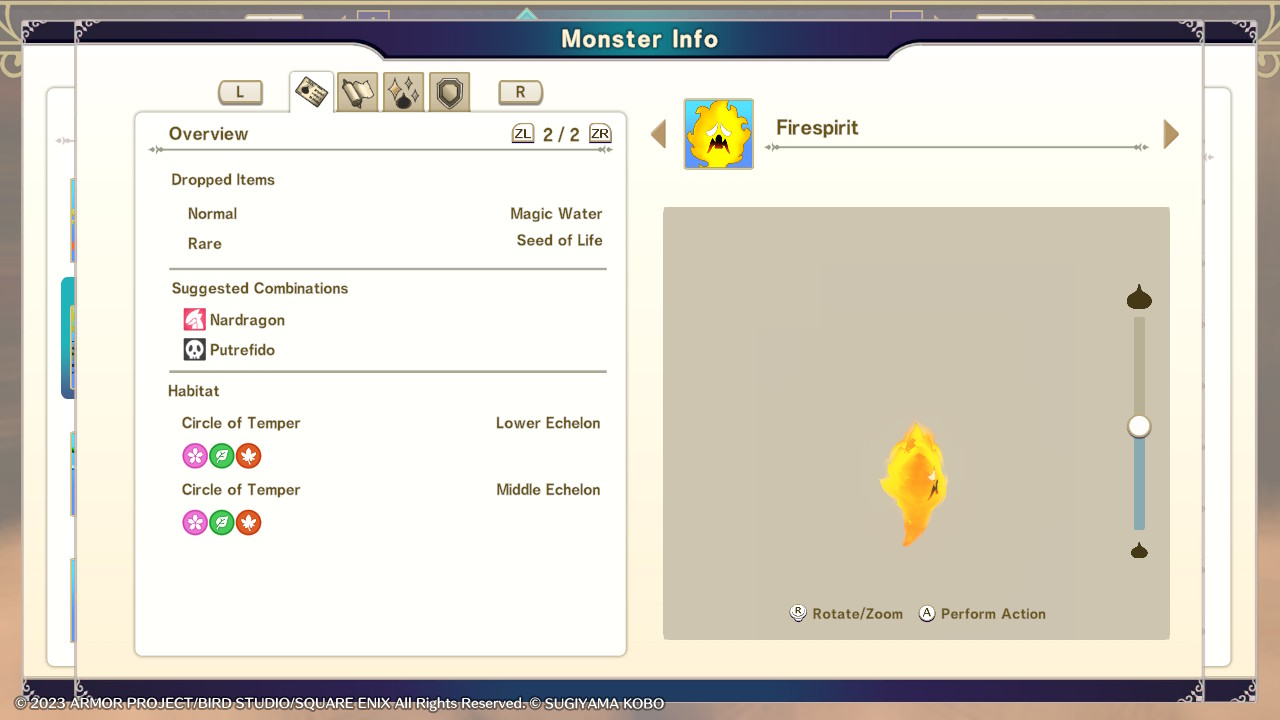 Monster Info
L
R
Overview
ZL 2 / 2 ZR
Dropped Items
Normal Magic Water
Rare Seed of Life
Suggested Combinations
Nardragon
Putrefido
Habitat
Circle of Temper Lower Echelon
Circle of Temper Middle Echelon
Firespirit
R Rotate/Zoom A Perform Action
© 2023 ARMOR PROJECT/BIRD STUDIO/SQUARE ENIX All Rights Reserved. © SUGIYAMA KOBO